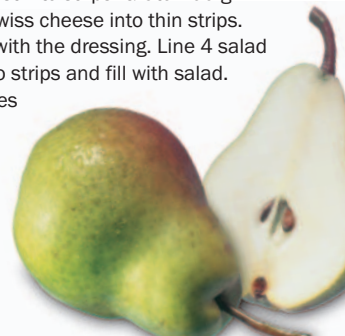 wiss cheese into thin strips.
with the dressing. Line 4 salad
o strips and fill with salad.
es